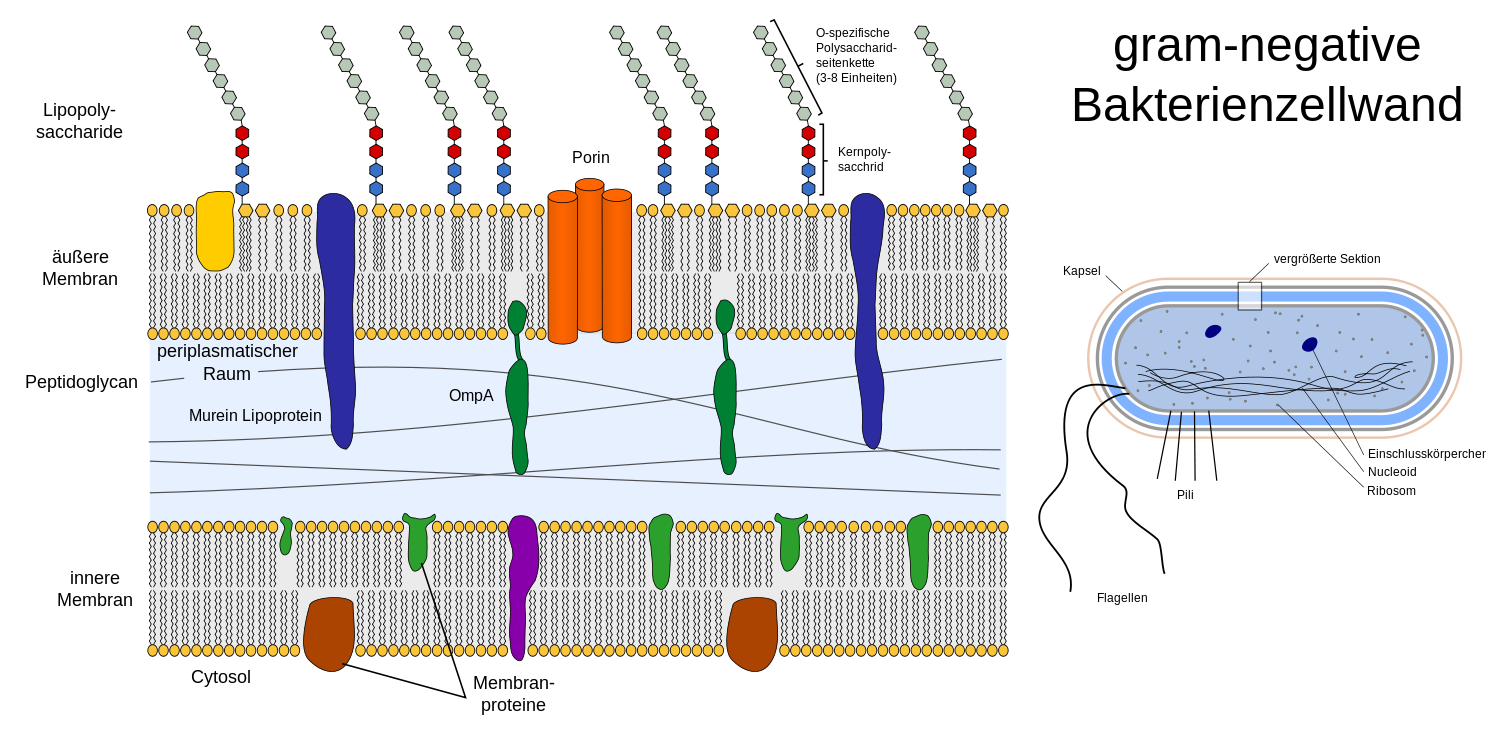 gram-negative
Bakterienzellwand
O-spezifische
Polysaccharid-
seitenkette
(3-8 Einheiten)
Lipopoly-
saccharide
Kernpoly-
sacchrid
Porin
äußere
Membran
periplasmatischer
Raum
Peptidoglycan
OmpA
Murein Lipoprotein
innere
Membran
Cytosol
Membran-
proteine
vergrößerte Sektion
Kapsel
Einschlusskörpercher
Nucleoid
Ribosom
Pili
Flagellen